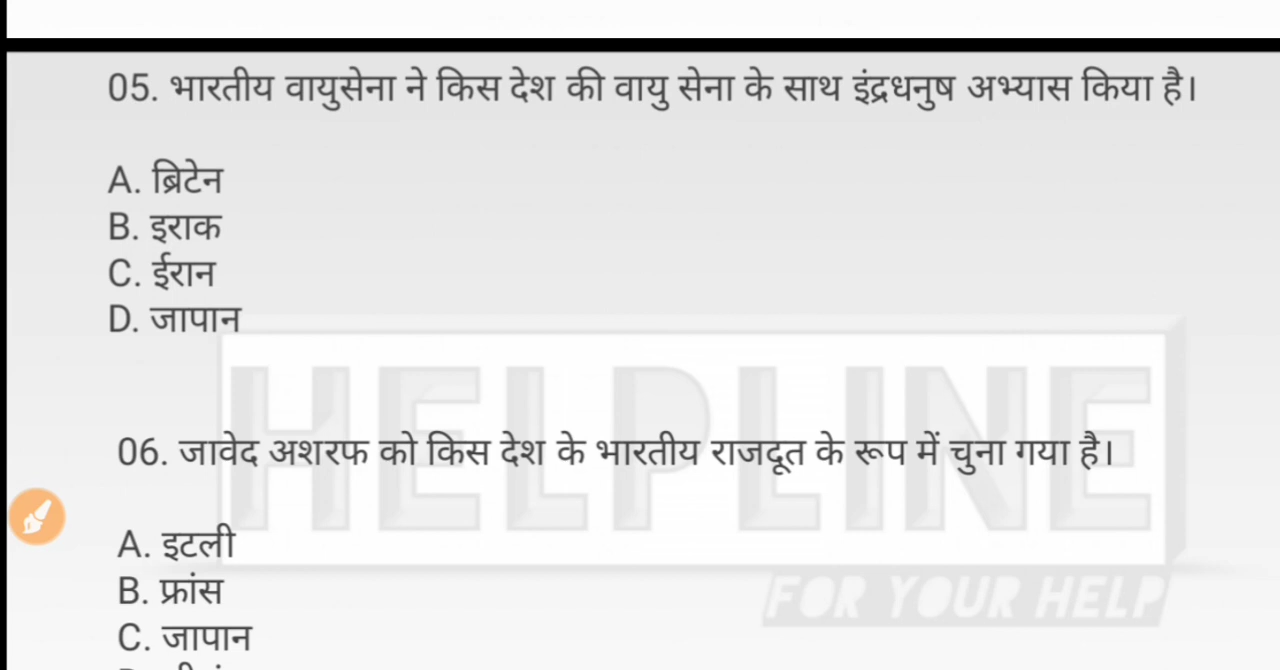 05. भारतीय वायुसेना ने किस देश की वायु सेना के साथ इंद्रधनुष अभ्यास किया है।
A. ब्रिटेन
B. इराक
C. ईरान
D. जापान
HELPLINE
06. जावेद अशरफ को किस देश के भारतीय राजदूत के रूप में चुना गया है।
A. इटली
B. फ्रांस
FOR YOUR HELP
C. जापान